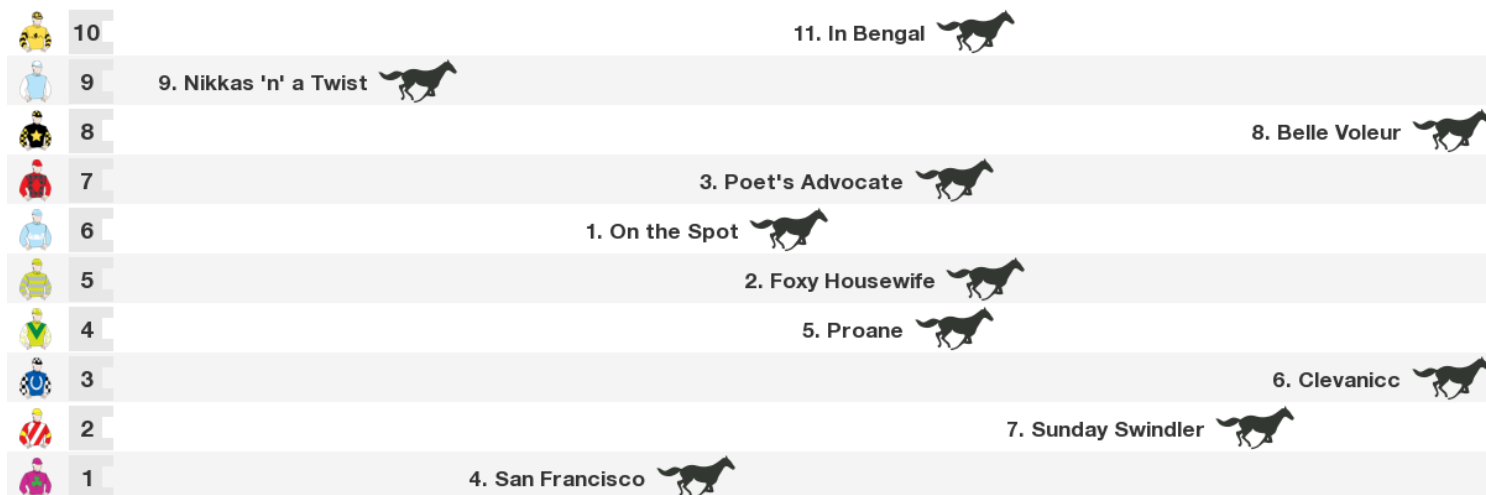 10 11. In Bengal
9 9. Nikkas 'n' a Twist
8 8. Belle Voleur
7 3. Poet's Advocate
6 1. On the Spot
5 2. Foxy Housewife
4 5. Proane
3 6. Clevanicc
2 7. Sunday Swindler
1 4. San Francisco